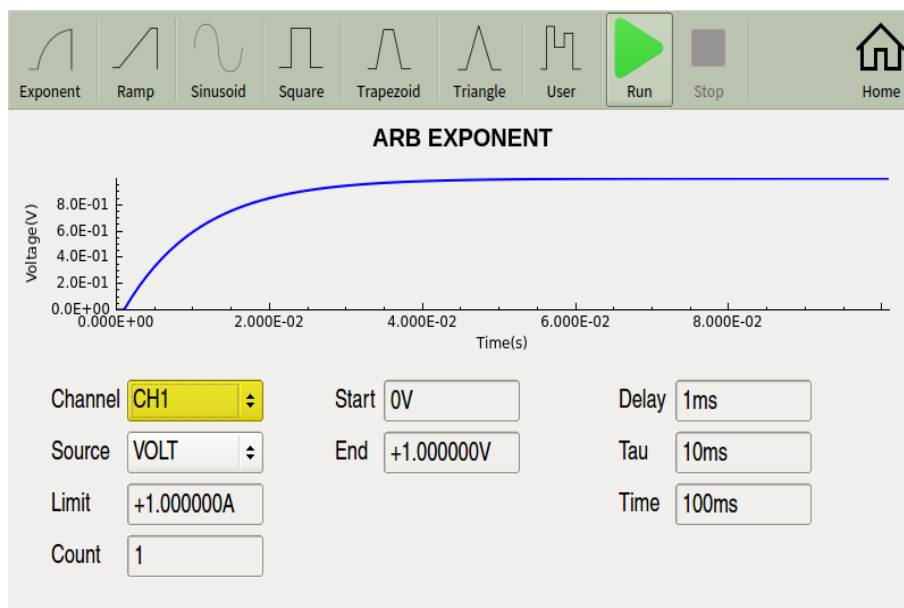 Exponent Ramp Sinusoid Square Trapezoid Triangle User Run Stop Home
ARB EXPONENT
Voltage(V)
8.0E-01
6.0E-01
4.0E-01
2.0E-01
0.0E+00
0.000E+00 2.000E-02 4.000E-02 6.000E-02 8.000E-02
Time(s)
Channel CH1 Start 0V Delay 1ms
Source VOLT End +1.000000V Tau 10ms
Limit +1.000000A Time 100ms
Count 1